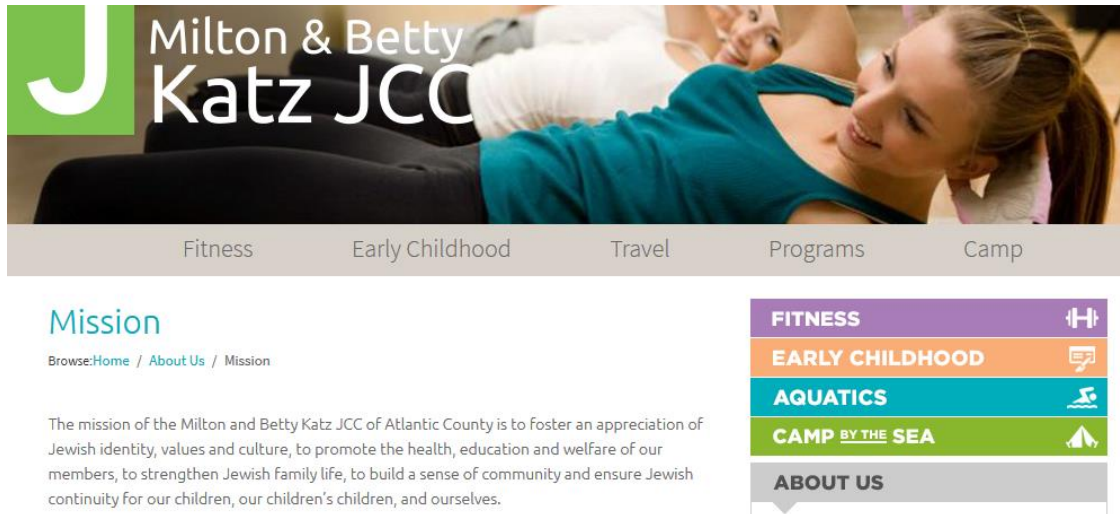 J
Milton & Betty
Katz JCC
Fitness
Early Childhood
Travel
Programs
Camp
Mission
Browse:Home / About Us / Mission
The mission of the Milton and Betty Katz JCC of Atlantic County is to foster an appreciation of
Jewish identity, values and culture, to promote the health, education and welfare of our
members, to strengthen Jewish family life, to build a sense of community and ensure Jewish
continuity for our children, our children's children, and ourselves.
FITNESS
EARLY CHILDHOOD
AQUATICS
CAMP BY THE SEA
ABOUT US